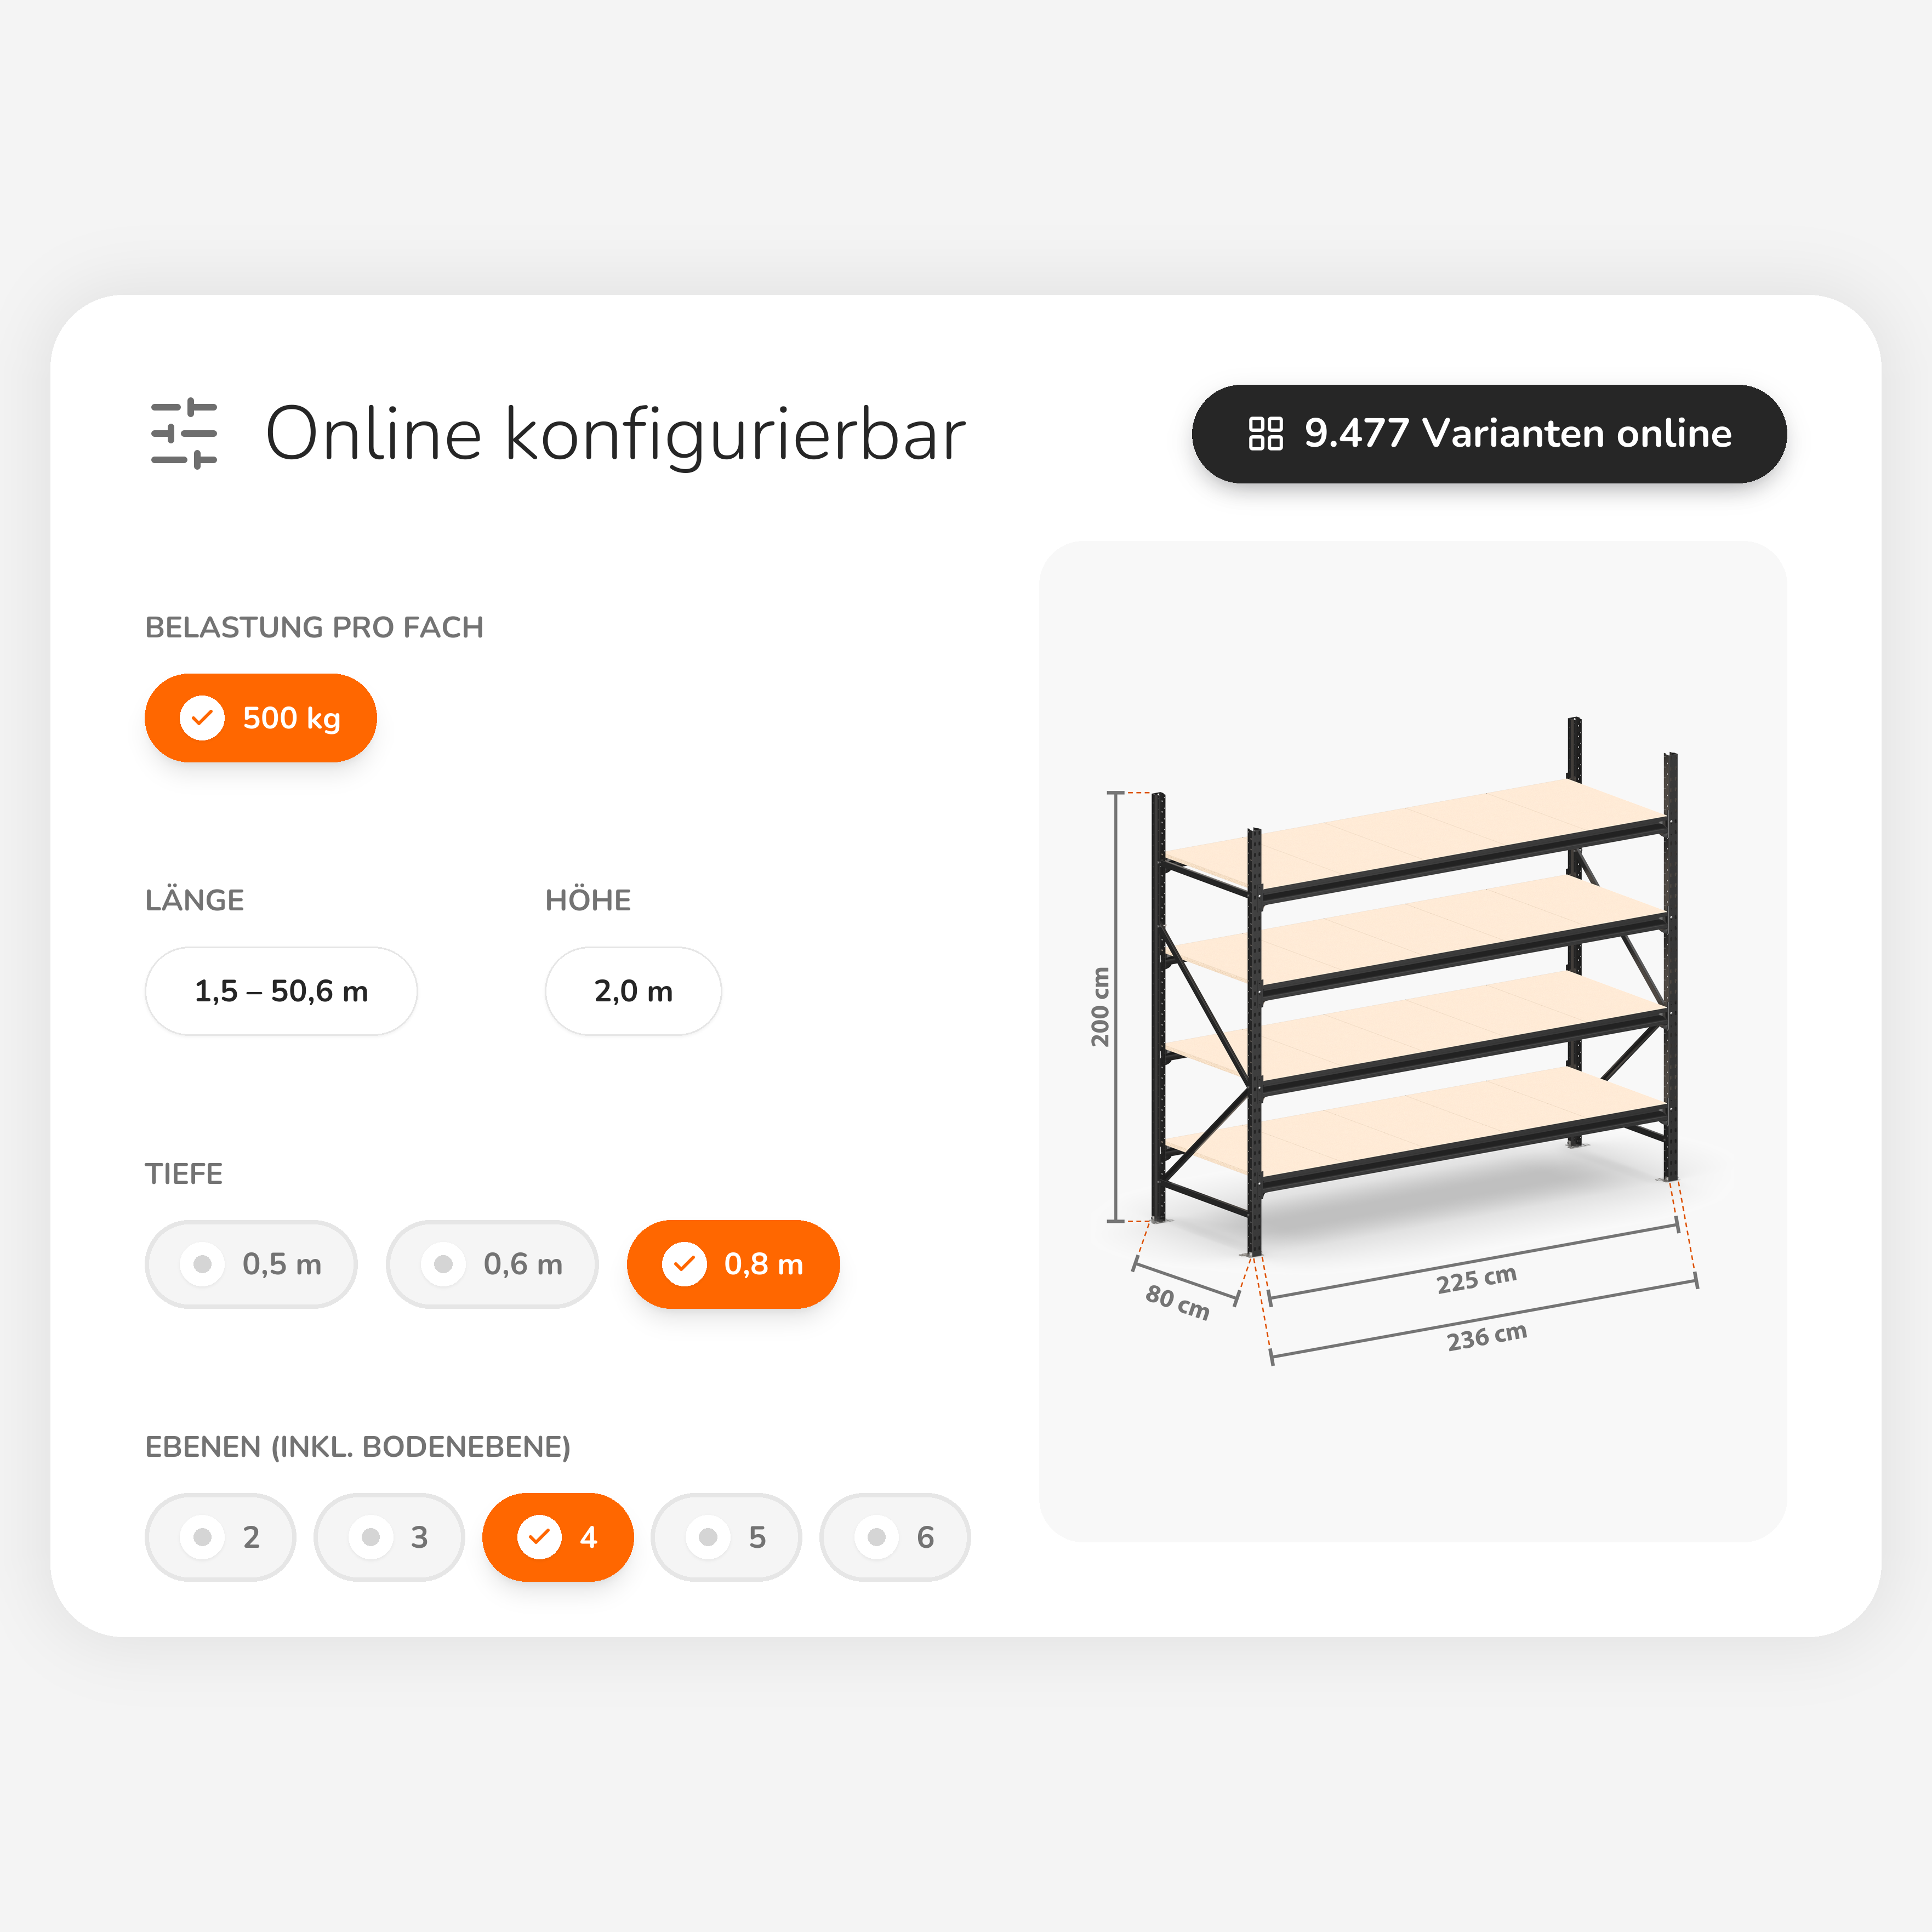 Online konfigurierbar
9.477 Varianten online
BELASTUNG PRO FACH
500 kg
LÄNGE
HÖHE
1,5 – 50,6 m
2,0 m
TIEFE
0,5 m
0,6 m
0,8 m
EBENEN (INKL. BODENEBENE)
2
3
4
5
6
200 cm
80 cm
225 cm
236 cm